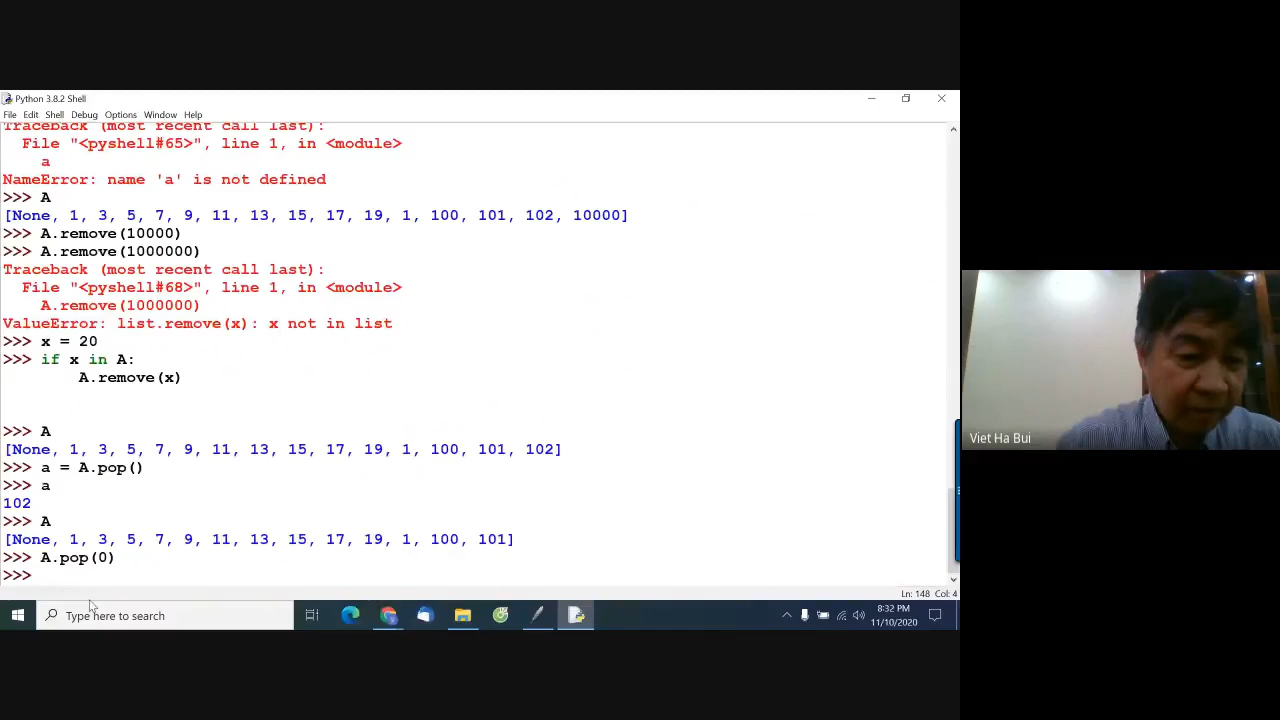 Python 3.8.2 Shell
File Edit Shell Debug Options Window Help
Traceback (most recent call last):
  File "<pyshell#65>", line 1, in <module>
    a
NameError: name 'a' is not defined
>>> A
[None, 1, 3, 5, 7, 9, 11, 13, 15, 17, 19, 1, 100, 101, 102, 10000]
>>> A.remove(10000)
>>> A.remove(1000000)
Traceback (most recent call last):
  File "<pyshell#68>", line 1, in <module>
    A.remove(1000000)
ValueError: list.remove(x): x not in list
>>> x = 20
>>> if x in A:
        A.remove(x)
>>> A
[None, 1, 3, 5, 7, 9, 11, 13, 15, 17, 19, 1, 100, 101, 102]
>>> a = A.pop()
>>> a
102
>>> A
[None, 1, 3, 5, 7, 9, 11, 13, 15, 17, 19, 1, 100, 101]
>>> A.pop(0)
>>>
Ln: 148 Col: 4
Type here to search
8:32 PM
11/10/2020
Viet Ha Bui